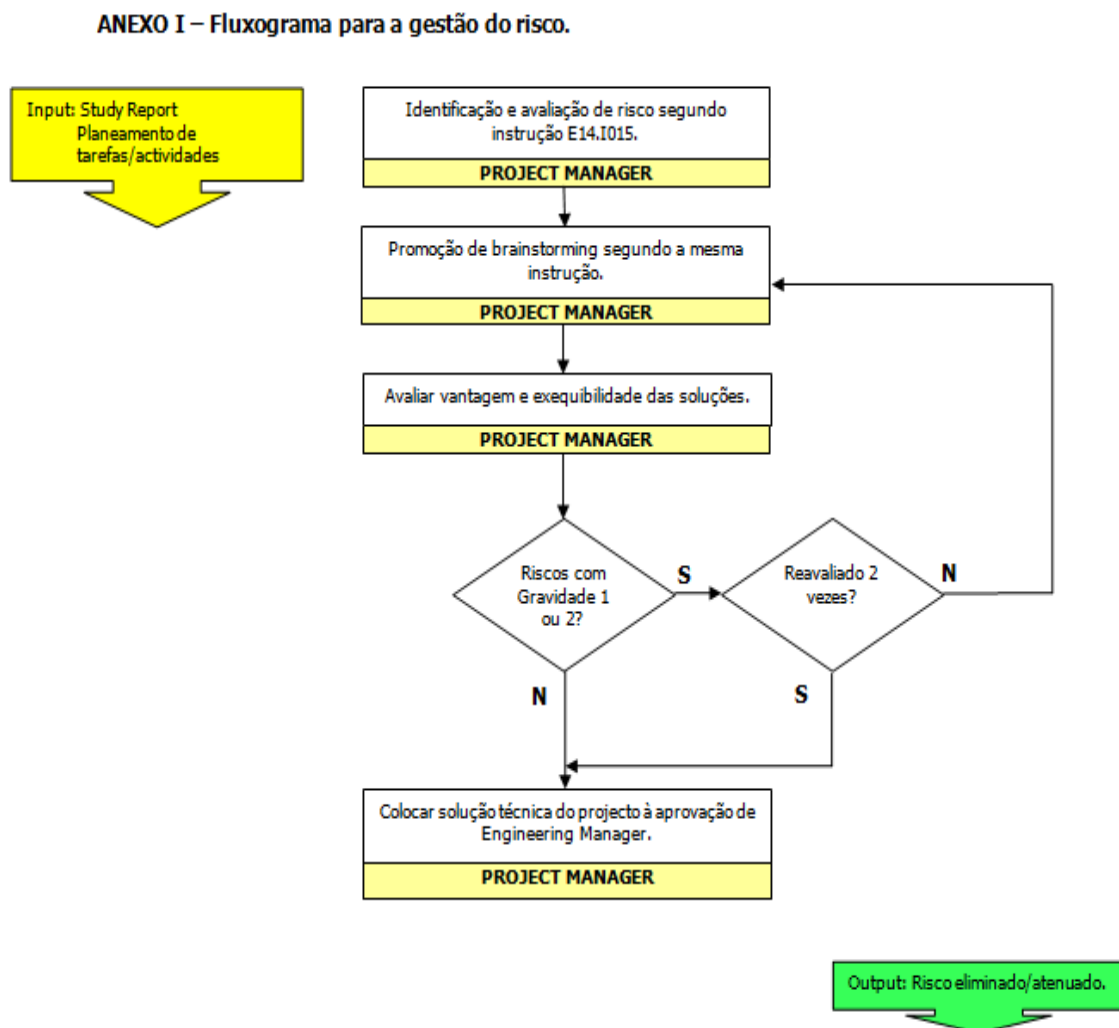 ANEXO I – Fluxograma para a gestão do risco.
Input: Study Report
Planeamento de
tarefas/actividades
Identificação e avaliação de risco segundo
instrução E14.I015.
PROJECT MANAGER
Promoção de brainstorming segundo a mesma
instrução.
PROJECT MANAGER
Avaliar vantagem e exequibilidade das soluções.
PROJECT MANAGER
Riscos com
Gravidade 1
ou 2?
S
Reavaliado 2
vezes?
N
N
S
Colocar solução técnica do projecto à aprovação de
Engineering Manager.
PROJECT MANAGER
Output: Risco eliminado/atenuado.